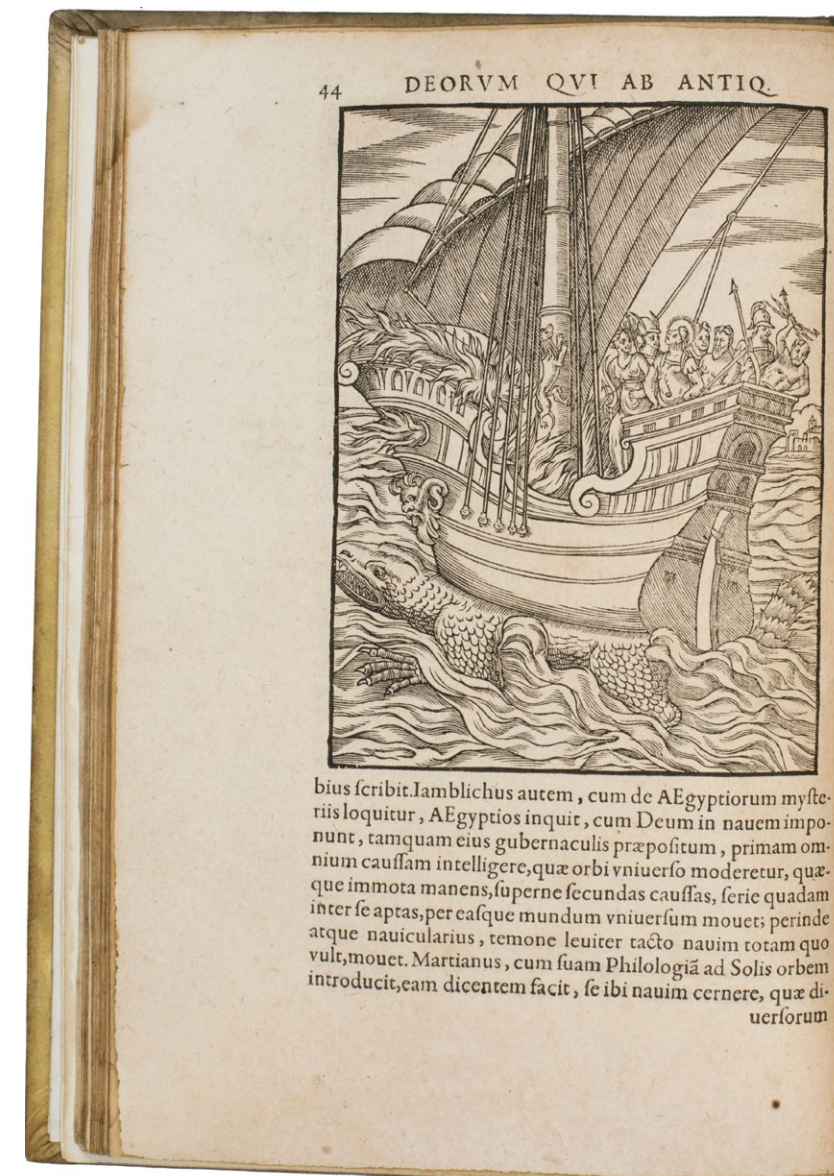 44
DEORVM QVI AB ANTIQ.
bius ſcribit. Iamblichus autem, cum de AEgyptiorum myſte-
riis loquitur, AEgyptios inquit, cum Deum in nauem impo-
nunt, tamquam eius gubernaculis præpoſitum, primam om-
nium cauſſam intelligere, quæ orbi vniuerſo moderetur, quæ-
que immota manens, ſuperne ſecundas cauſſas, ſerie quadam
inter ſe aptas, per eaſque mundum vniuerſum mouet; perinde
atque nauicularius, temone leuiter tacto nauim totam quo
vult, mouet. Martianus, cum ſuam Philologiã ad Solis orbem
introducit, eam dicentem facit, ſe ibi nauim cernere, quæ di-
uerſorum